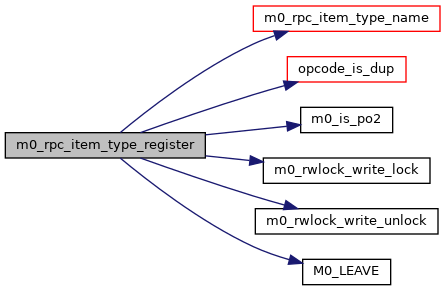 m0_rpc_item_type_name
opcode_is_dup
m0_is_po2
m0_rpc_item_type_register
m0_rwlock_write_lock
m0_rwlock_write_unlock
M0_LEAVE